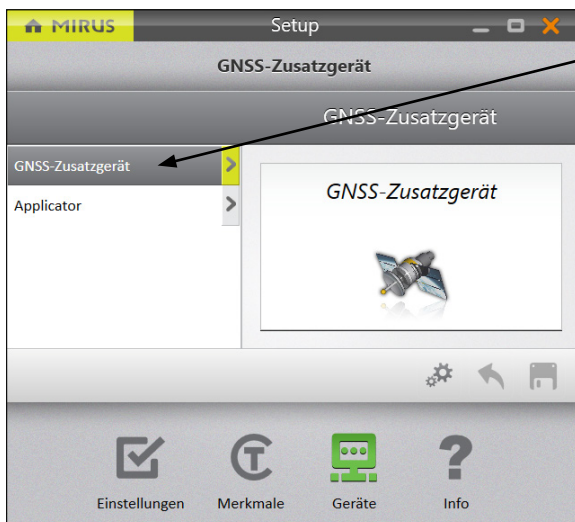 MIRUS Setup
GNSS-Zusatzgerät
GNSS-Zusatzgerät
GNSS-Zusatzgerät
Applicator
GNSS-Zusatzgerät
Einstellungen Merkmale Geräte Info